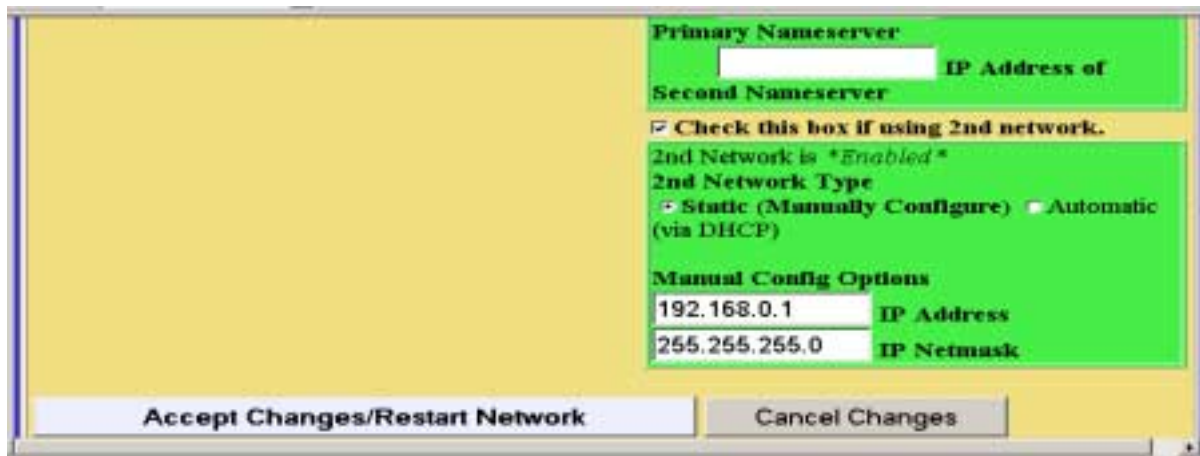 Primary Nameserver
IP Address of
Second Nameserver
Check this box if using 2nd network.
2nd Network is *Enabled*
2nd Network Type
Static (Manually Configure) Automatic
(via DHCP)
Manual Config Options
192.168.0.1 IP Address
255.255.255.0 IP Netmask
Accept Changes/Restart Network Cancel Changes